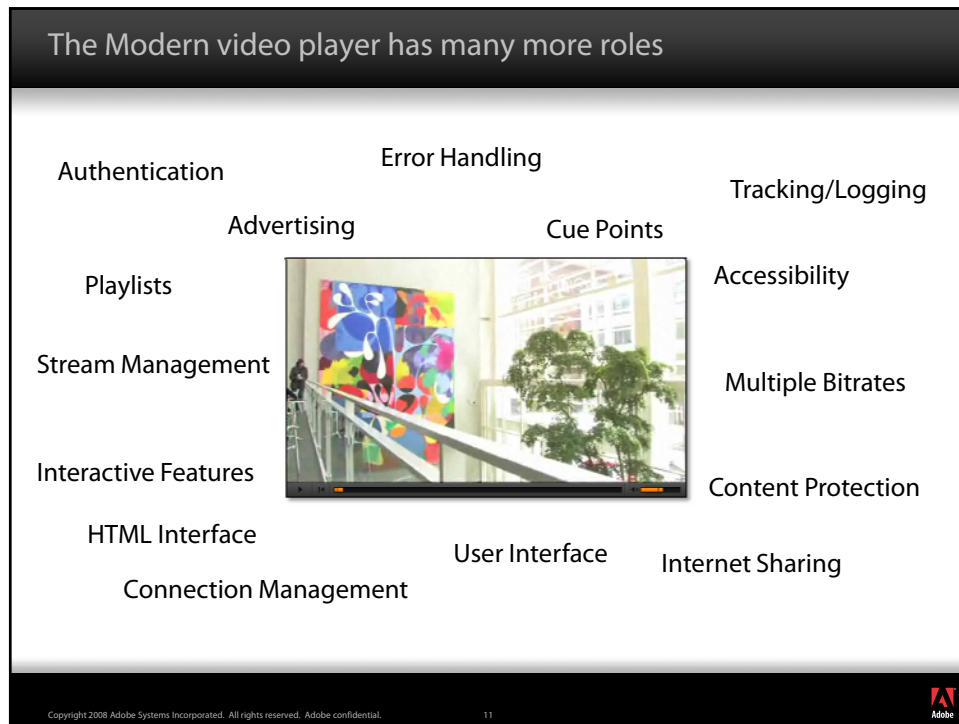 The Modern video player has many more roles
Error Handling
Authentication
Tracking/Logging
Advertising
Cue Points
Accessibility
Playlists
Stream Management
Multiple Bitrates
Interactive Features
Content Protection
HTML Interface
User Interface
Internet Sharing
Connection Management
Copyright 2008 Adobe Systems Incorporated. All rights reserved. Adobe confidential.
11
Adobe